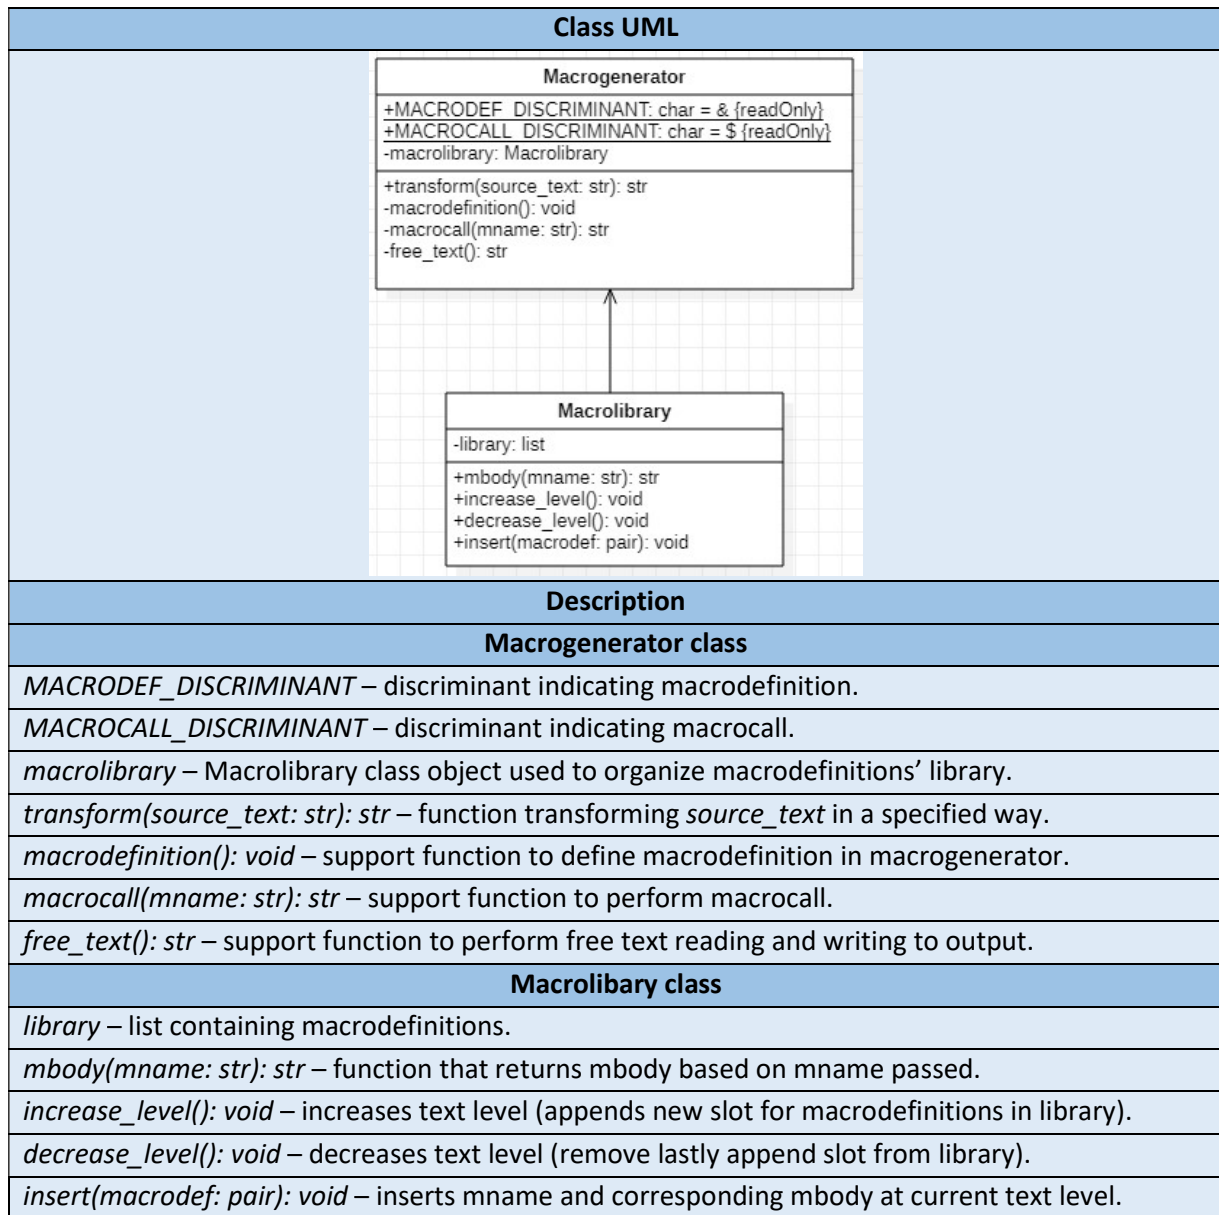 Class UML
Macrogenerator
+MACRODEF_DISCRIMINANT: char = & {readOnly}
+MACROCALL_DISCRIMINANT: char = $ {readOnly}
-macrolibrary: Macrolibrary
+transform(source_text: str): str
-macrodefinition(): void
-macrocall(mname: str): str
-free_text(): str
Macrolibrary
-library: list
+mbody(mname: str): str
+increase_level(): void
+decrease_level(): void
+insert(macrodef: pair): void
Description
Macrogenerator class
MACRODEF_DISCRIMINANT – discriminant indicating macrodefinition.
MACROCALL_DISCRIMINANT – discriminant indicating macrocall.
macrolibrary – Macrolibrary class object used to organize macrodefinitions’ library.
transform(source_text: str): str – function transforming source_text in a specified way.
macrodefinition(): void – support function to define macrodefinition in macrogenerator.
macrocall(mname: str): str – support function to perform macrocall.
free_text(): str – support function to perform free text reading and writing to output.
Macrolibary class
library – list containing macrodefinitions.
mbody(mname: str): str – function that returns mbody based on mname passed.
increase_level(): void – increases text level (appends new slot for macrodefinitions in library).
decrease_level(): void – decreases text level (remove lastly append slot from library).
insert(macrodef: pair): void – inserts mname and corresponding mbody at current text level.